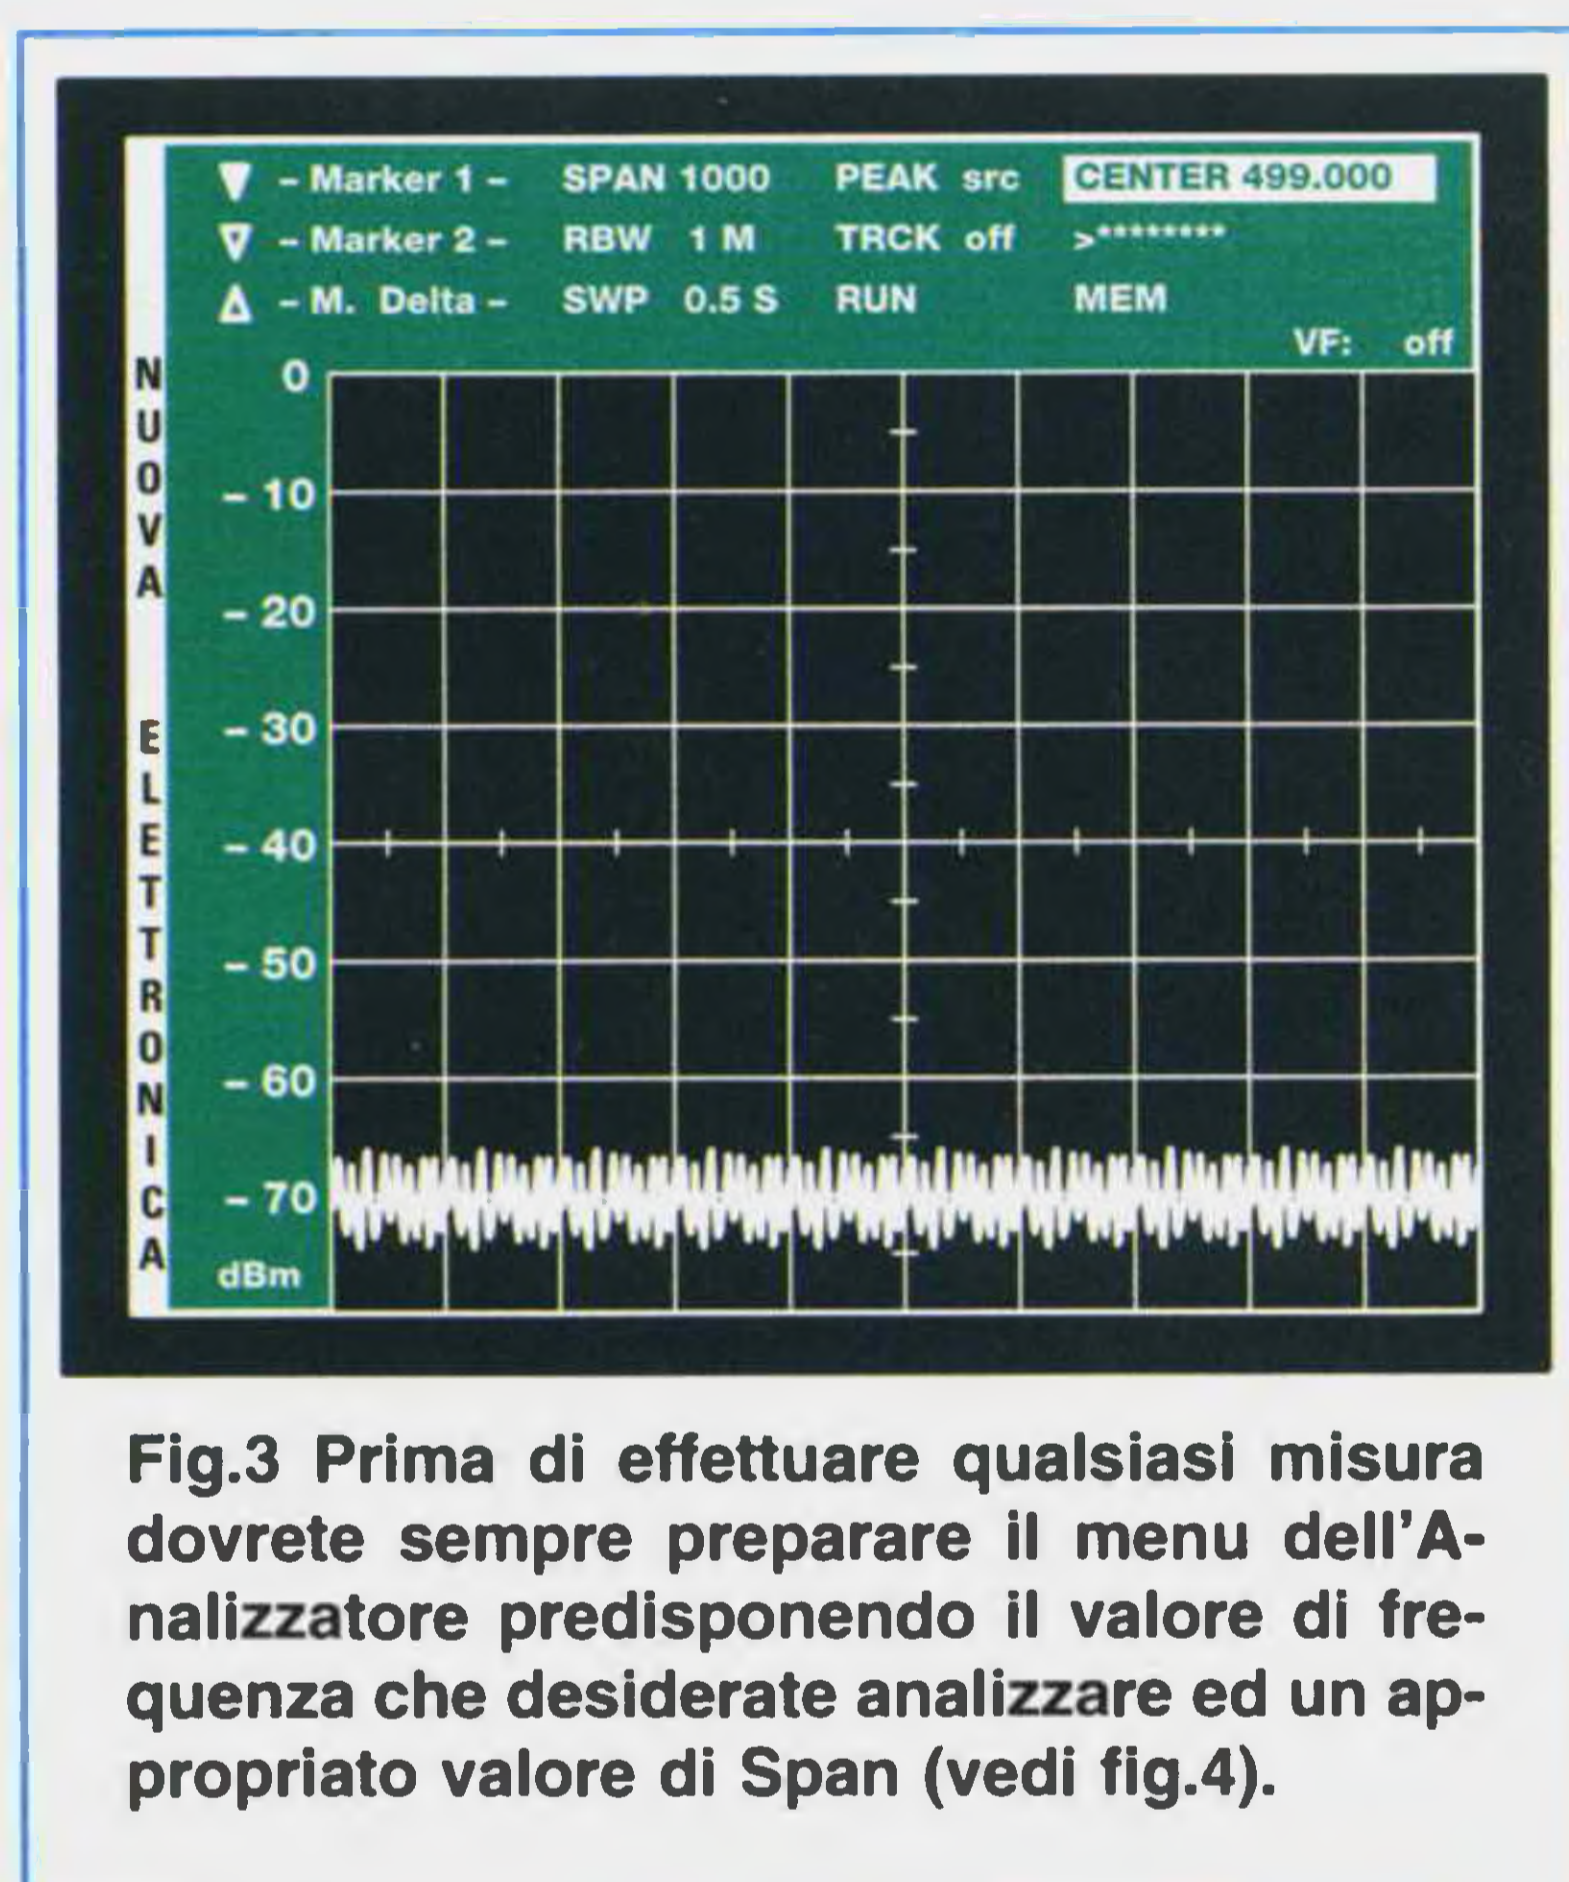 ▼ – Marker 1 – SPAN 1000 PEAK src CENTER 499.000
▽ – Marker 2 – RBW 1 M TRCK off >********
△ – M. Delta – SWP 0.5 S RUN MEM
VF: off
NUOVA ELETTRONICA
0
– 10
– 20
– 30
– 40
– 50
– 60
– 70
dBm
Fig.3 Prima di effettuare qualsiasi misura
dovrete sempre preparare il menu dell'A-
nalizzatore predisponendo il valore di fre-
quenza che desiderate analizzare ed un ap-
propriato valore di Span (vedi fig.4).